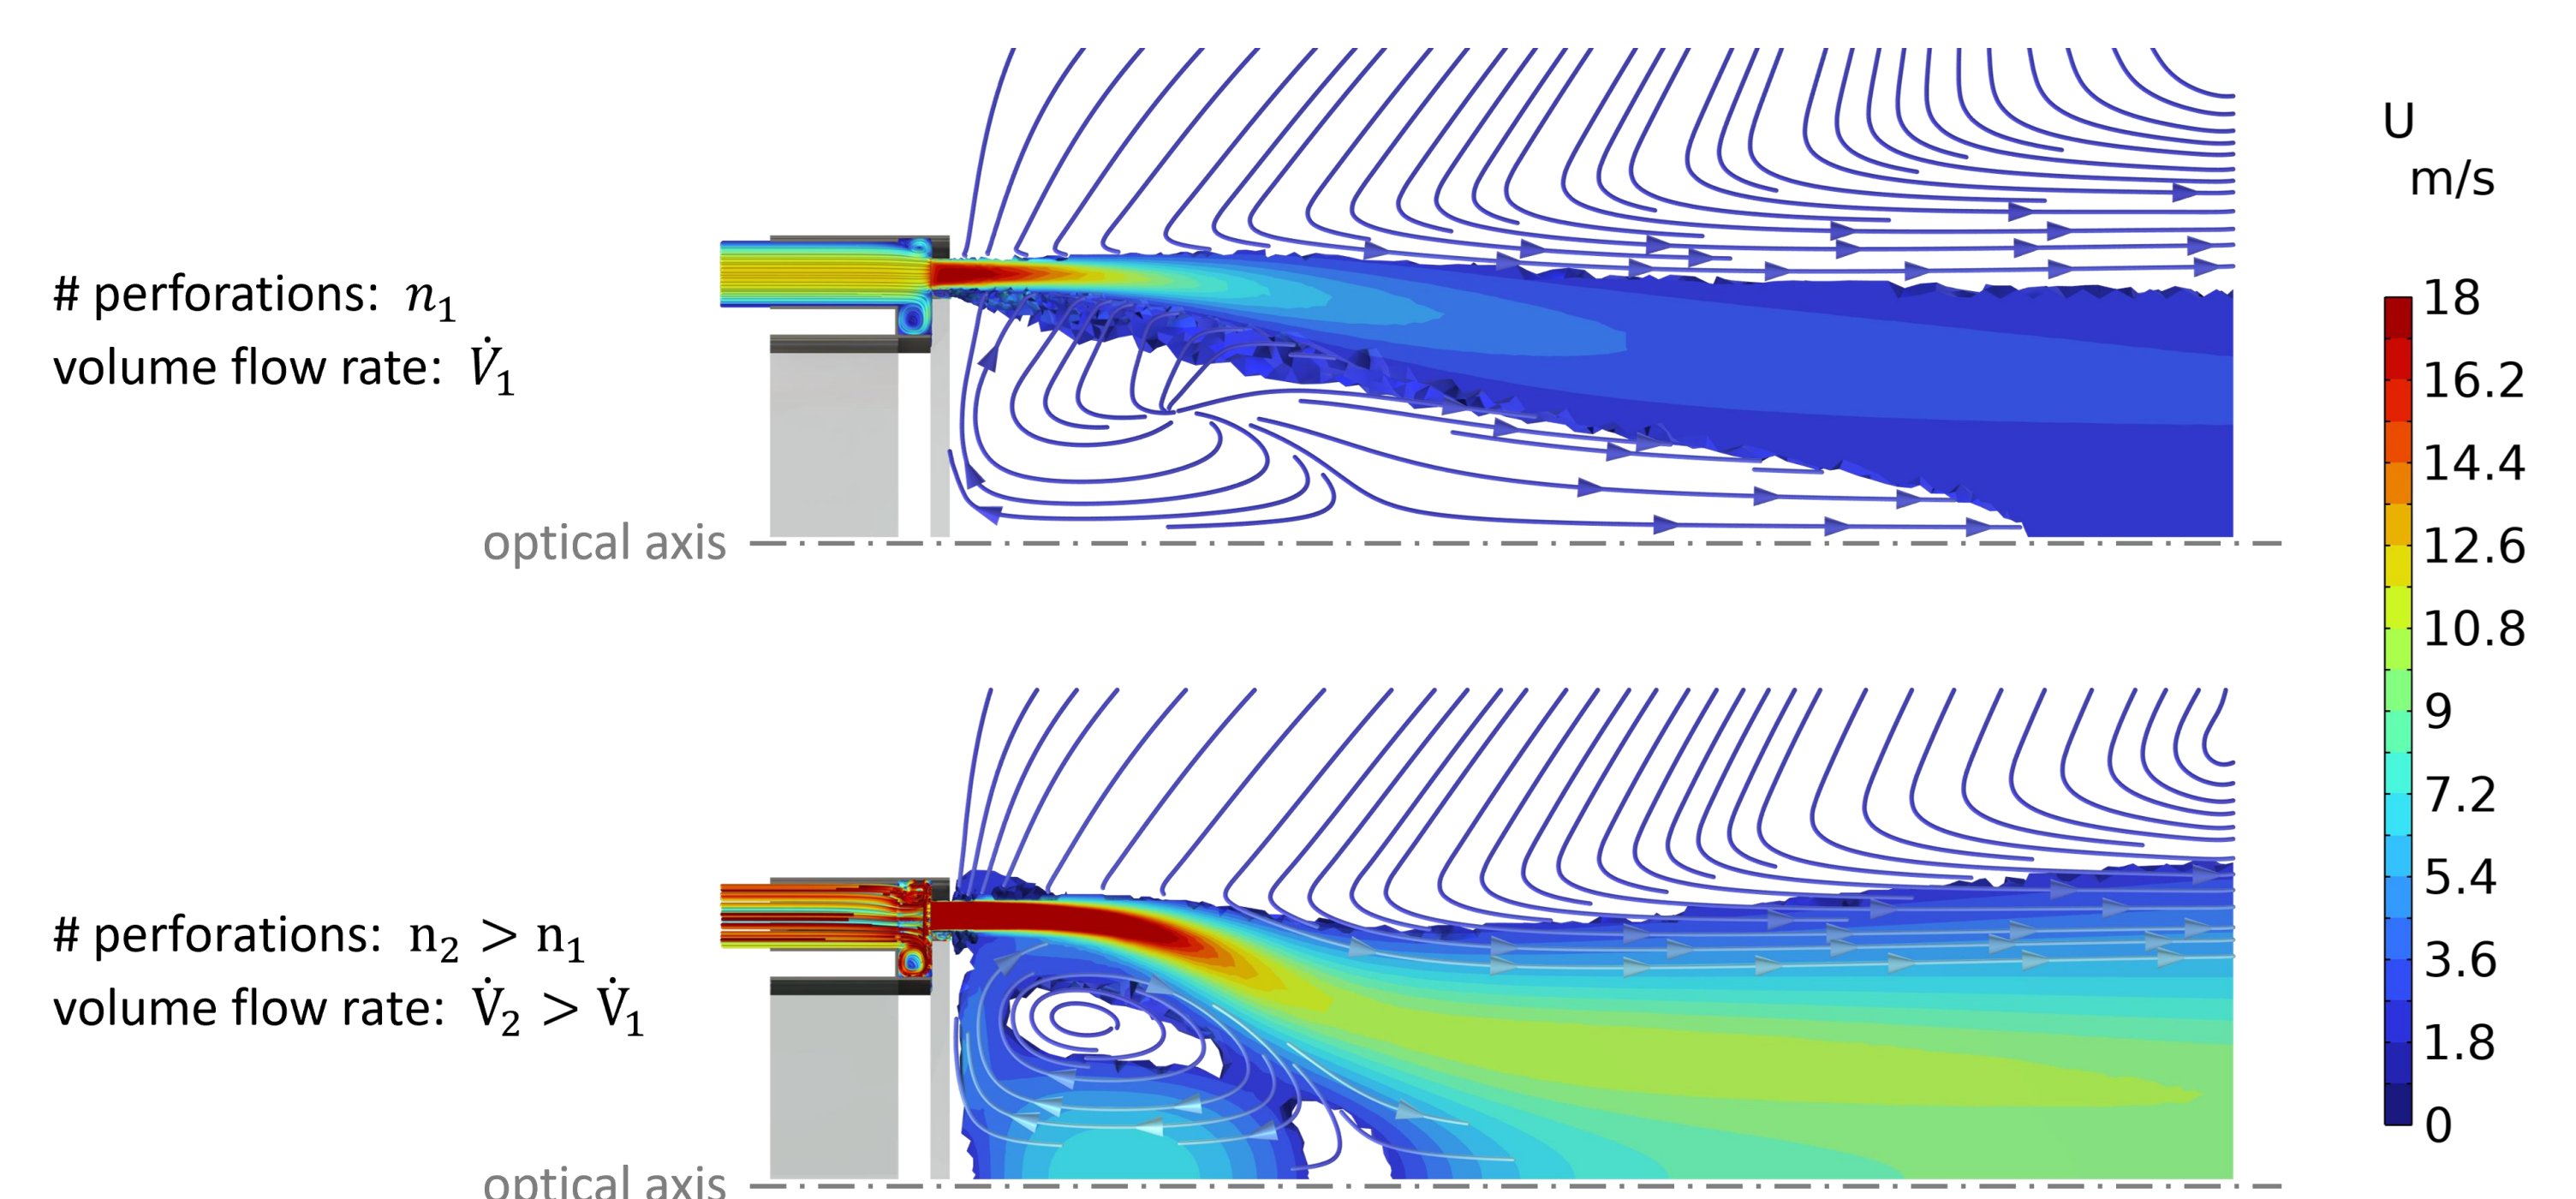 # perforations: n₁
volume flow rate: V̇₁
optical axis
# perforations: n₂ > n₁
volume flow rate: V̇₂ > V̇₁
optical axis
U
m/s
18
16.2
14.4
12.6
10.8
9
7.2
5.4
3.6
1.8
0